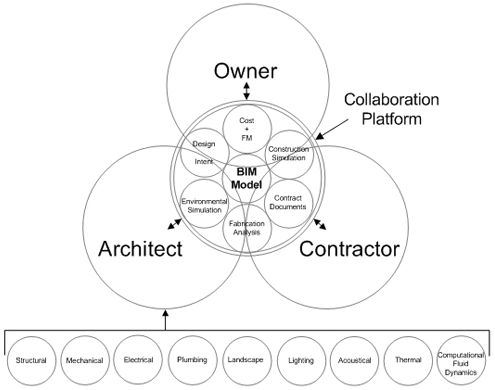 Owner
Collaboration
Platform
Cost
+
FM
Design
Intent
Construction
Simulation
BIM
Model
Environmental
Simulation
Contract
Documents
Fabrication
Analysis
Architect
Contractor
Structural
Mechanical
Electrical
Plumbing
Landscape
Lighting
Acoustical
Thermal
Computational
Fluid
Dynamics